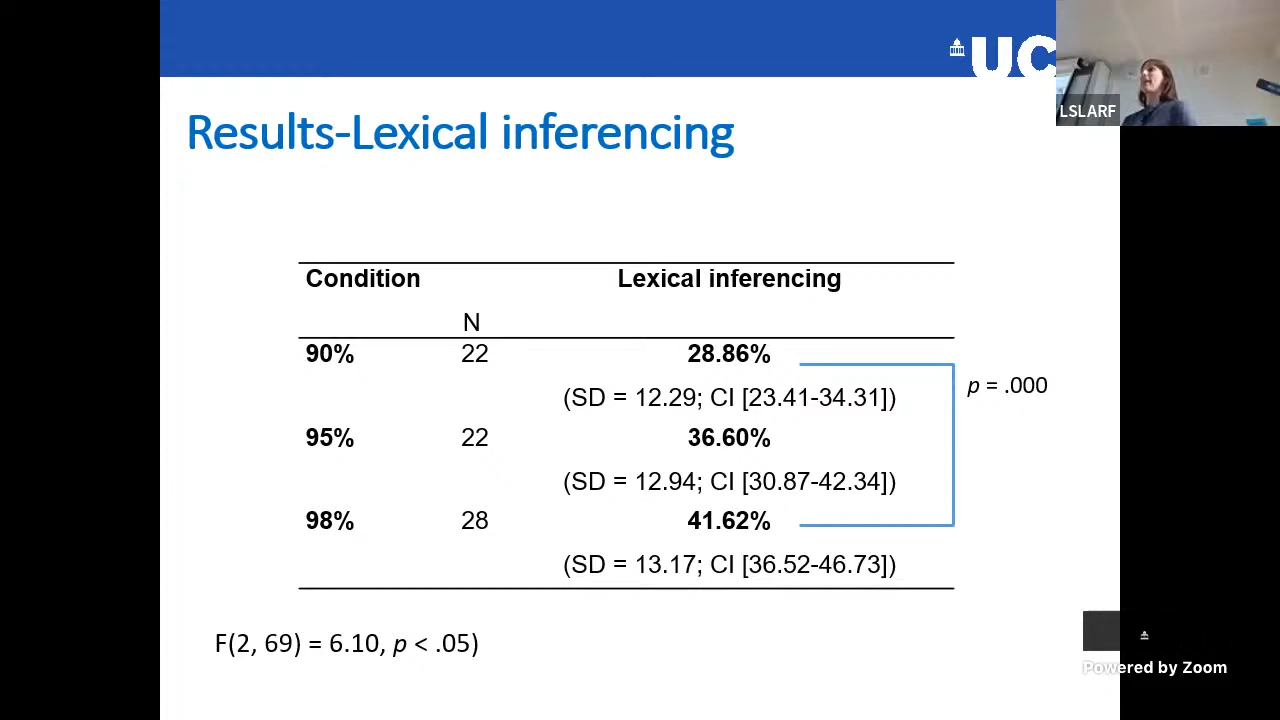 UC
LSLARF
Results-Lexical inferencing
Condition Lexical inferencing
N
90% 22 28.86%
(SD = 12.29; CI [23.41-34.31])
p = .000
95% 22 36.60%
(SD = 12.94; CI [30.87-42.34])
98% 28 41.62%
(SD = 13.17; CI [36.52-46.73])
F(2, 69) = 6.10, p < .05)
Powered by Zoom